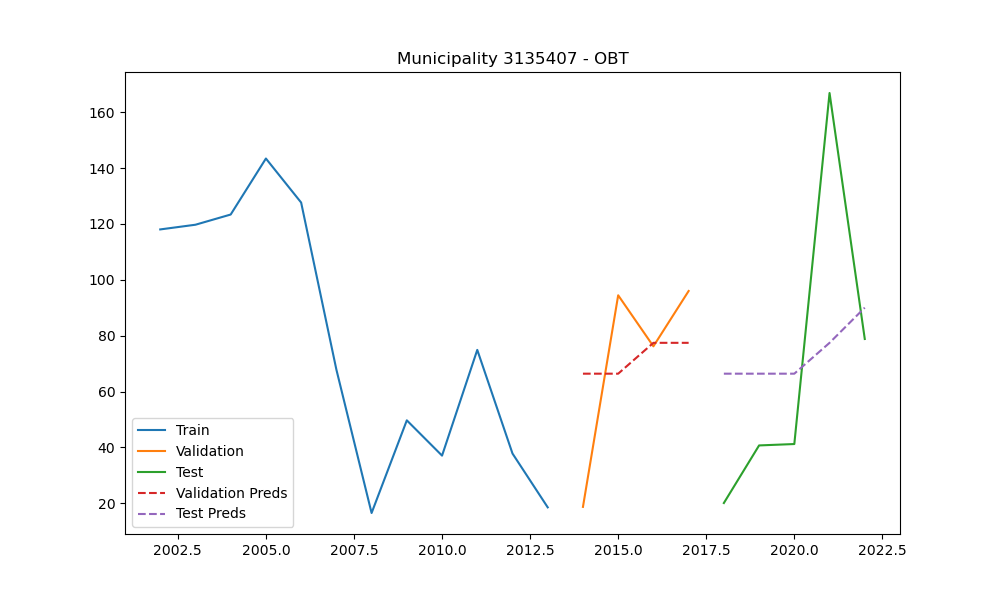 Municipality 3135407 - OBT
160
140
120
100
80
60
40
20
Train
Validation
Test
Validation Preds
Test Preds
2002.5 2005.0 2007.5 2010.0 2012.5 2015.0 2017.5 2020.0 2022.5